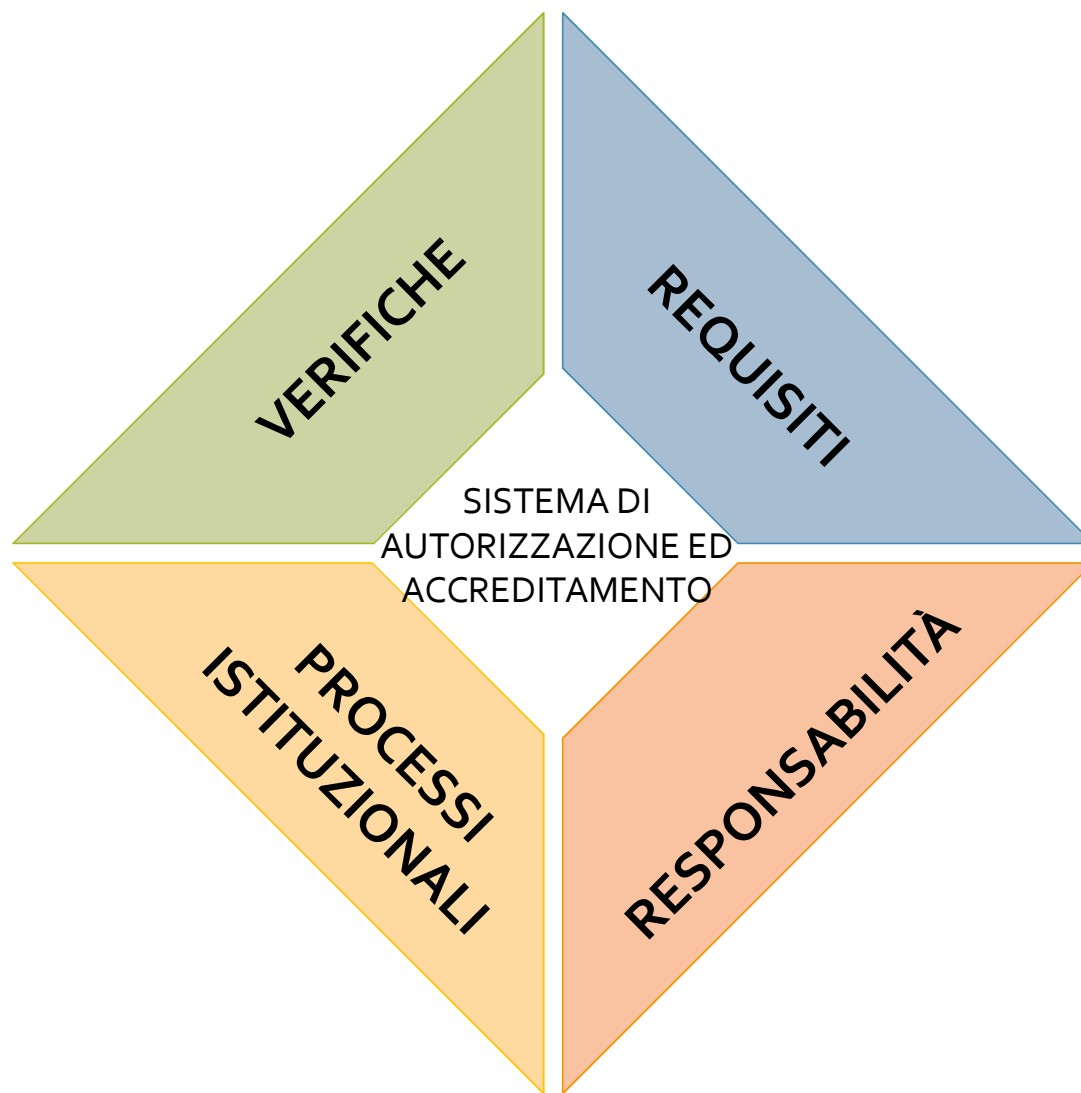 VERIFICHE
REQUISITI
SISTEMA DI
AUTORIZZAZIONE ED
ACCREDITAMENTO
PROCESSI
ISTITUZIONALI
RESPONSABILITÀ